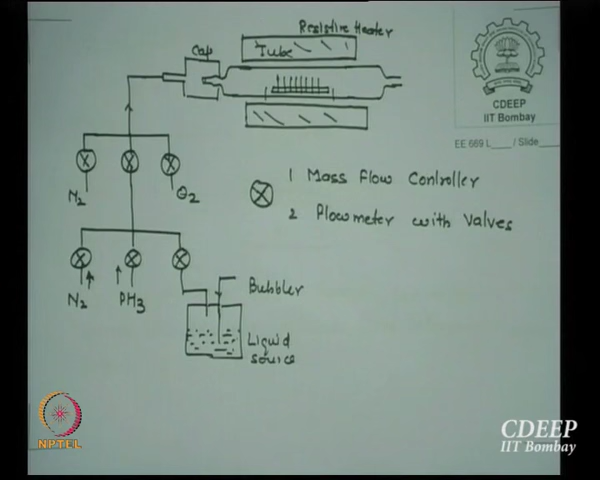 Resistive Heater
Cap
Tube
CDEEP
IIT Bombay
EE 669 L___/ Slide___
N2
O2
1 Mass Flow Controller
2 Flowmeter with Valves
N2
PH3
Bubbler
Liquid
source
NPTEL
CDEEP
IIT Bombay